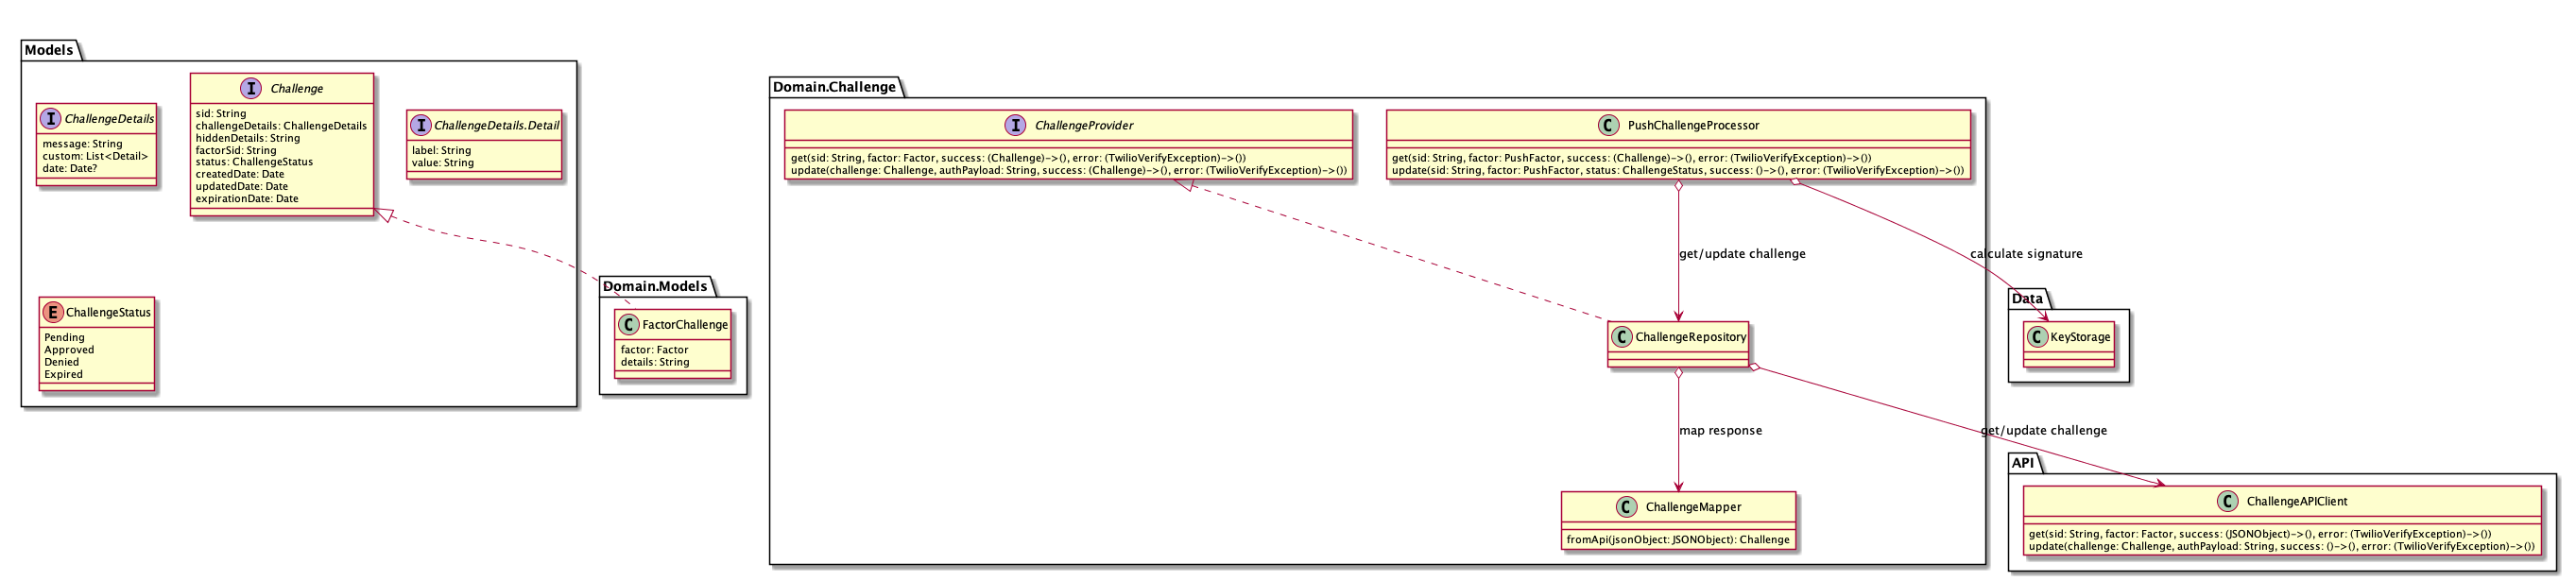 Models
I ChallengeDetails
message: String
custom: List<Detail>
date: Date?
I Challenge
sid: String
challengeDetails: ChallengeDetails
hiddenDetails: String
factorSid: String
status: ChallengeStatus
createdDate: Date
updatedDate: Date
expirationDate: Date
I ChallengeDetails.Detail
label: String
value: String
E ChallengeStatus
Pending
Approved
Denied
Expired
Domain.Models
C FactorChallenge
factor: Factor
details: String
Domain.Challenge
I ChallengeProvider
get(sid: String, factor: Factor, success: (Challenge)->(), error: (TwilioVerifyException)->())
update(challenge: Challenge, authPayload: String, success: (Challenge)->(), error: (TwilioVerifyException)->())
C PushChallengeProcessor
get(sid: String, factor: PushFactor, success: (Challenge)->(), error: (TwilioVerifyException)->())
update(sid: String, factor: PushFactor, status: ChallengeStatus, success: ()->(), error: (TwilioVerifyException)->())
get/update challenge
calculate signature
C ChallengeRepository
Data
C KeyStorage
map response
get/update challenge
C ChallengeMapper
fromApi(jsonObject: JSONObject): Challenge
API
C ChallengeAPIClient
get(sid: String, factor: Factor, success: (JSONObject)->(), error: (TwilioVerifyException)->())
update(challenge: Challenge, authPayload: String, success: ()->(), error: (TwilioVerifyException)->())